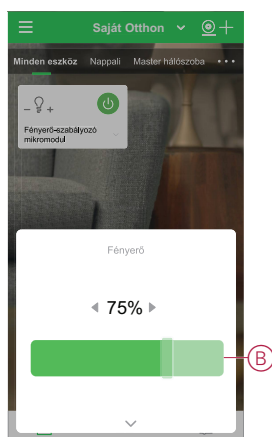 Saját Otthon
Minden eszköz Nappali Master hálószoba
Fényerő-szabályozó
mikromodul
Fényerő
75%
B